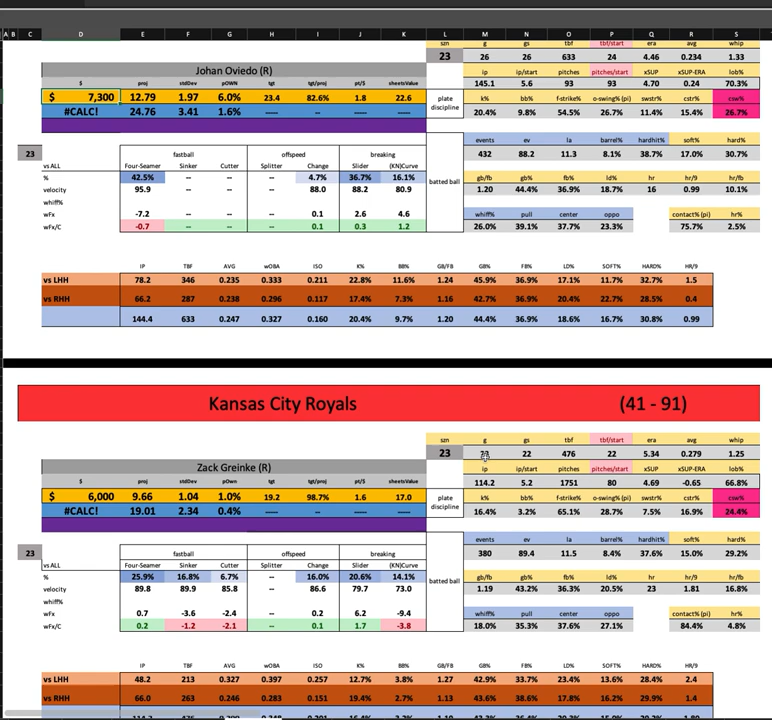 A B C D E F G H I J K L M N O P Q R S
szn g gs tbf tbf/start era avg whip
23 26 26 633 24 4.46 0.234 1.33
Johan Oviedo (R)
ip ip/start pitches pitches/start xSUP xSUP-ERA lob%
$ proj stdDev pOWN tgt tgt/proj pt/$ sheetsValue
145.1 5.6 93 93 4.70 0.24 70.3%
$ 7,300 12.79 1.97 6.0% 23.4 82.6% 1.8 22.6
plate discipline
k% bb% f-strike% o-swing% (pi) swstr% cstr% csw%
#CALC! 24.76 3.41 1.6% ---- ---- -- ----
20.4% 9.8% 54.5% 26.7% 11.4% 15.4% 26.7%
events ev la barrel% hardhit% soft% hard%
23 fastball offspeed breaking
432 88.2 11.3 8.1% 38.7% 17.0% 30.7%
vs ALL Four-Seamer Sinker Cutter Splitter Change Slider (KN)Curve
% 42.5% -- -- -- 4.7% 36.7% 16.1%
batted ball
gb/fb gb% fb% ld% hr hr/9 hr/fb
velocity 95.9 -- -- -- 88.0 88.2 80.9
1.20 44.4% 36.9% 18.7% 16 0.99 10.1%
whiff%
wFx -7.2 -- -- -- 0.1 2.6 4.6
whiff% pull center oppo contact% (pi) hr%
wFx/C -0.7 -- -- -- 0.1 0.3 1.2
26.0% 39.1% 37.7% 23.3% 75.7% 2.5%
IP TBF AVG wOBA ISO K% BB% GB/FB GB% FB% LD% SOFT% HARD% HR/9
vs LHH 78.2 346 0.235 0.333 0.211 22.8% 11.6% 1.24 45.9% 36.9% 17.1% 11.7% 32.7% 1.5
vs RHH 66.2 287 0.238 0.296 0.117 17.4% 7.3% 1.16 42.7% 36.9% 20.4% 22.7% 28.5% 0.4
144.4 633 0.247 0.327 0.160 20.4% 9.7% 1.20 44.4% 36.9% 18.6% 16.7% 30.8% 0.99
Kansas City Royals (41 - 91)
szn g gs tbf tbf/start era avg whip
23 22 476 22 5.34 0.279 1.25
Zack Greinke (R)
ip ip/start pitches pitches/start xSUP xSUP-ERA lob%
$ proj stdDev pOwn tgt tgt/proj pt/$ sheetsValue
114.2 5.2 1751 80 4.69 -0.65 66.8%
$ 6,000 9.66 1.04 1.0% 19.2 98.7% 1.6 17.0
plate discipline
k% bb% f-strike% o-swing% (pi) swstr% cstr% csw%
#CALC! 19.01 2.34 0.4% ---- ---- -- ----
16.4% 3.2% 65.1% 28.7% 7.5% 16.9% 24.4%
events ev la barrel% hardhit% soft% hard%
23 fastball offspeed breaking
380 89.4 11.5 8.4% 37.6% 15.0% 29.2%
vs ALL Four-Seamer Sinker Cutter Splitter Change Slider (KN)Curve
% 25.9% 16.8% 6.7% -- 16.0% 20.6% 14.1%
batted ball
gb/fb gb% fb% ld% hr hr/9 hr/fb
velocity 89.8 89.9 85.8 -- 86.6 79.7 73.0
1.19 43.2% 36.3% 20.5% 23 1.81 16.8%
whiff%
wFx 0.7 -3.6 -2.4 -- 0.2 6.2 -9.4
whiff% pull center oppo contact% (pi) hr%
wFx/C 0.2 -1.2 -2.1 -- 0.1 1.7 -3.8
18.0% 35.3% 37.6% 27.1% 84.4% 4.8%
IP TBF AVG wOBA ISO K% BB% GB/FB GB% FB% LD% SOFT% HARD% HR/9
vs LHH 48.2 213 0.327 0.397 0.257 12.7% 3.8% 1.27 42.9% 33.7% 23.4% 13.6% 28.4% 2.4
vs RHH 66.0 263 0.246 0.283 0.151 19.4% 2.7% 1.13 43.6% 38.6% 17.8% 16.2% 29.9% 1.4